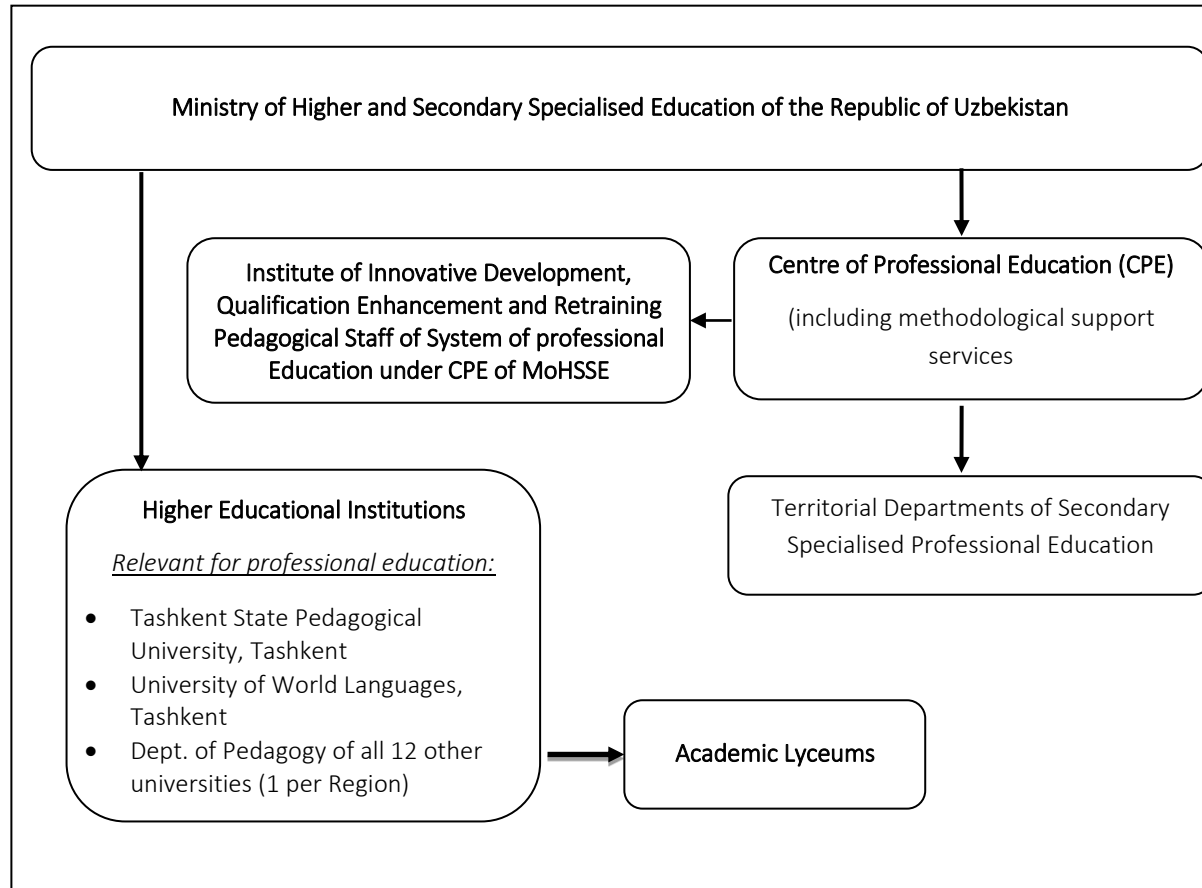 Ministry of Higher and Secondary Specialised Education of the Republic of Uzbekistan
Institute of Innovative Development,
Qualification Enhancement and Retraining
Pedagogical Staff of System of professional
Education under CPE of MoHSSE
Centre of Professional Education (CPE)
(including methodological support
services
Higher Educational Institutions
Relevant for professional education:
• Tashkent State Pedagogical
University, Tashkent
• University of World Languages,
Tashkent
• Dept. of Pedagogy of all 12 other
universities (1 per Region)
Territorial Departments of Secondary
Specialised Professional Education
Academic Lyceums